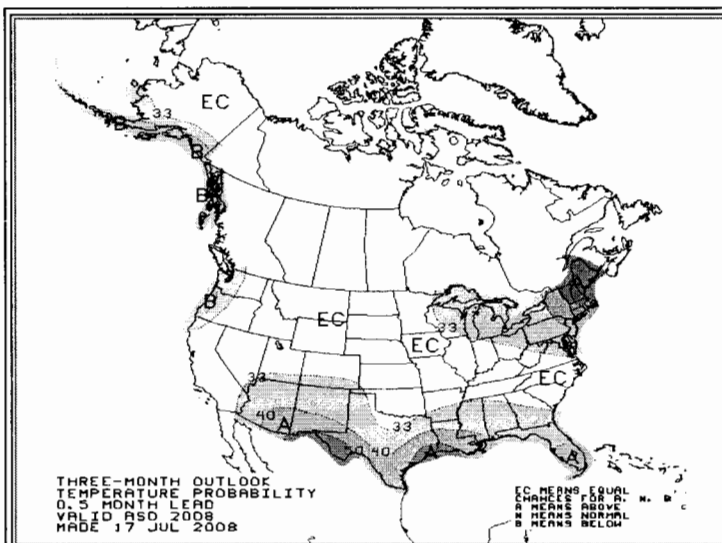 EC
33
B
B
B
B
A
EC
33
EC
EC
33
40
A
33
50 40
A
A
THREE-MONTH OUTLOOK
TEMPERATURE PROBABILITY
0.5 MONTH LEAD
VALID ASO 2008
MADE 17 JUL 2008
EC MEANS EQUAL
CHANCES FOR A, N, B
A MEANS ABOVE
N MEANS NORMAL
B MEANS BELOW